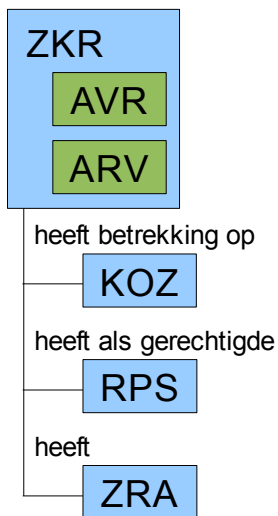 ZKR
AVR
ARV
heeft betrekking op
KOZ
heeft als gerechtigde
RPS
heeft
ZRA